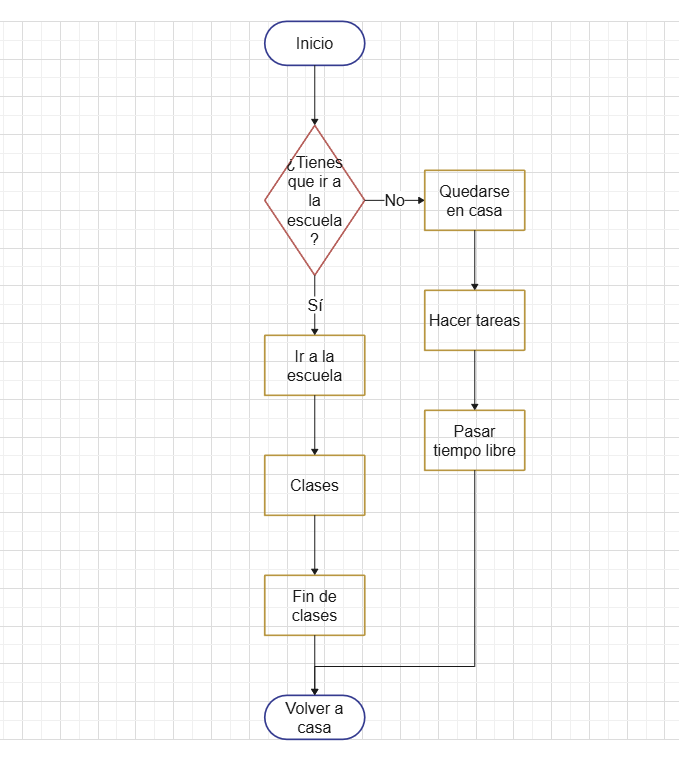 Inicio
¿Tienes
que ir a
la
escuela
?
No
Quedarse
en casa
Sí
Hacer tareas
Ir a la
escuela
Pasar
tiempo libre
Clases
Fin de
clases
Volver a
casa